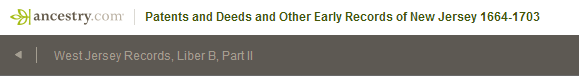 ancestry.com Patents and Deeds and Other Early Records of New Jersey 1664-1703
West Jersey Records, Liber B, Part II